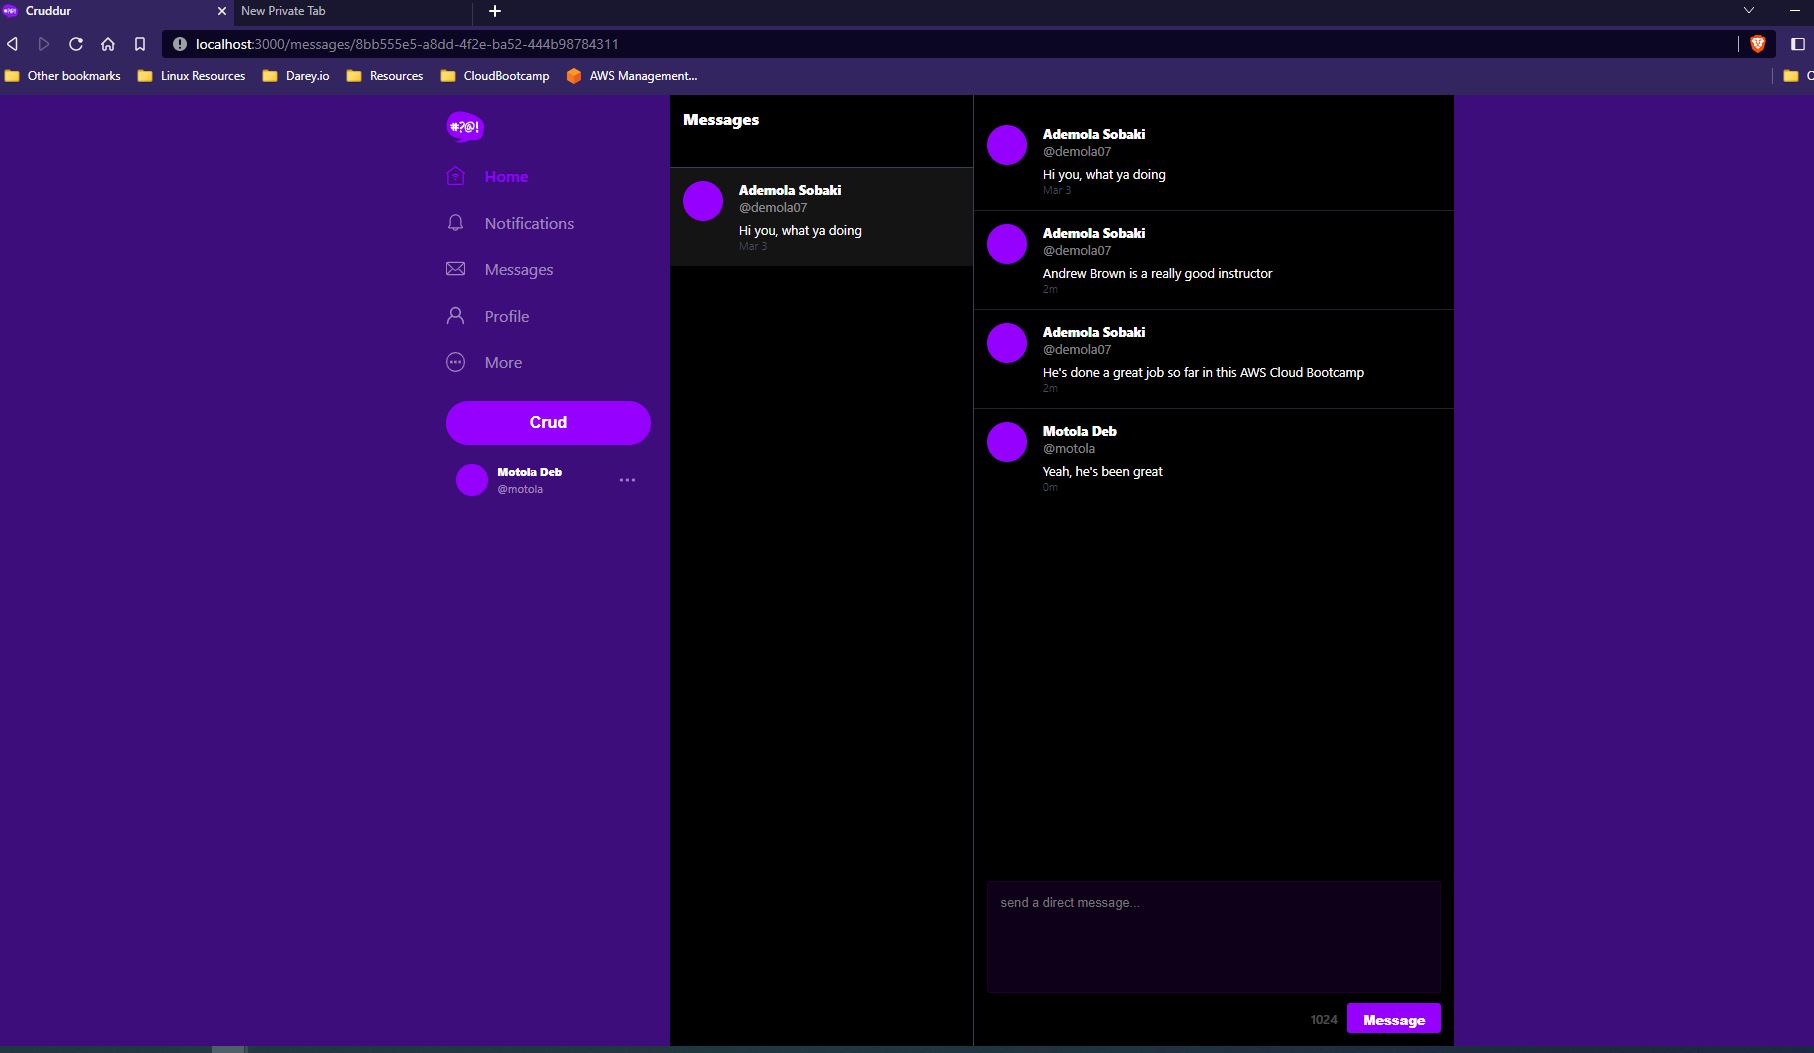 Cruddur
New Private Tab
localhost:3000/messages/8bb555e5-a8dd-4f2e-ba52-444b98784311
Other bookmarks
Linux Resources
Darey.io
Resources
CloudBootcamp
AWS Management...
#?@!
Home
Notifications
Messages
Profile
More
Crud
Motola Deb
@motola
Messages
Ademola Sobaki
@demola07
Hi you, what ya doing
Mar 3
Ademola Sobaki
@demola07
Hi you, what ya doing
Mar 3
Ademola Sobaki
@demola07
Andrew Brown is a really good instructor
2m
Ademola Sobaki
@demola07
He's done a great job so far in this AWS Cloud Bootcamp
2m
Motola Deb
@motola
Yeah, he's been great
0m
send a direct message...
1024
Message